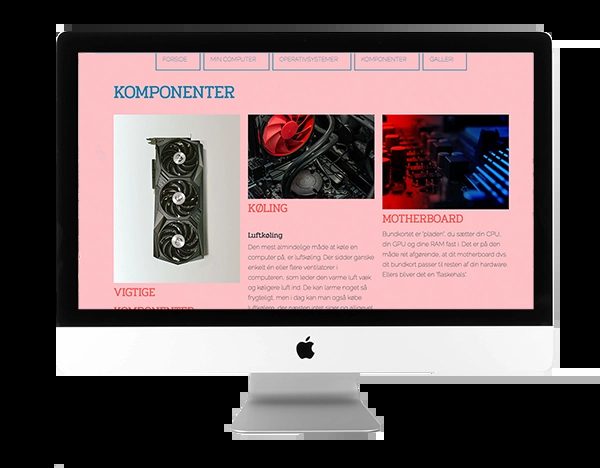 FORSIDE MIN COMPUTER OPERATIVSYSTEMER KOMPONENTER GALLERI
KOMPONENTER
VIGTIGE
KOMPONENTER
KØLING
Luftkøling
Den mest almindelige måde at køle en
computer på, er luftkøling. Der sidder ganske
enkelt én eller flere ventilatorer i
computeren, som leder den varme luft væk
og køligere luft ind. De kan larme noget så
frygteligt, men i dag kan man også købe
luftkølere, der næsten intet siger og alligevel
MOTHERBOARD
Bundkortet er "pladen", du sætter din CPU,
din GPU og dine RAM fast i. Det er på den
måde ret afgørende, at dit motherboard dvs
dit bundkort passer til resten af din hardware.
Ellers bliver det en "flaskehals"